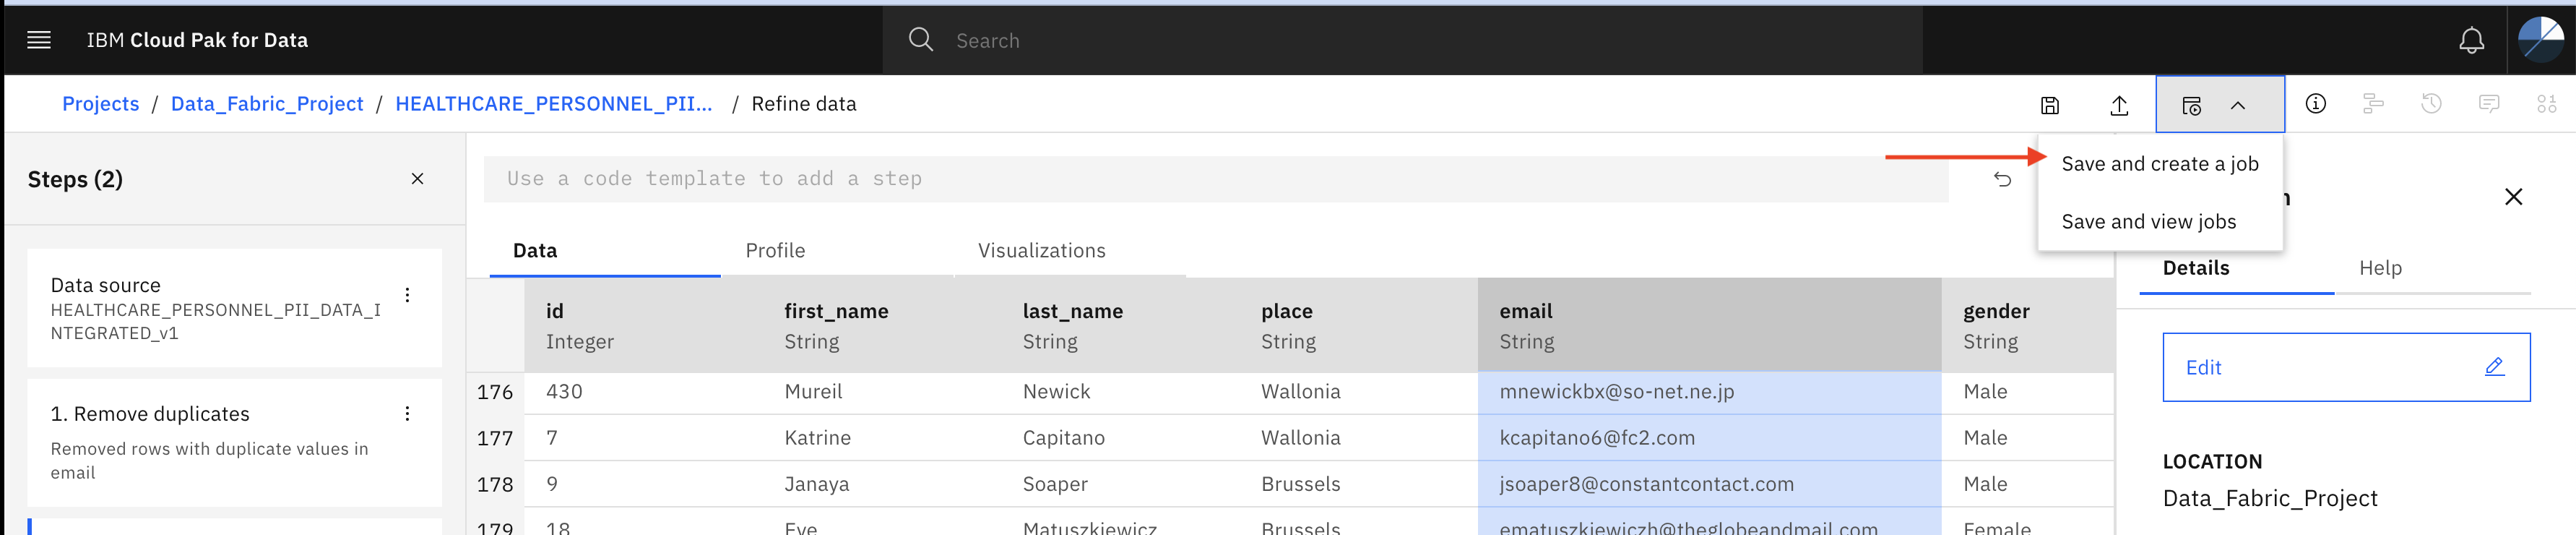 IBM Cloud Pak for Data
Search
Projects / Data_Fabric_Project / HEALTHCARE_PERSONNEL_PII... / Refine data
Save and create a job
Save and view jobs
Steps (2)
Data source
HEALTHCARE_PERSONNEL_PII_DATA_I
NTEGRATED_v1
1. Remove duplicates
Removed rows with duplicate values in
email
Use a code template to add a step
Data Profile Visualizations
id first_name last_name place email gender
Integer String String String String String
176 430 Mureil Newick Wallonia mnewickbx@so-net.ne.jp Male
177 7 Katrine Capitano Wallonia kcapitano6@fc2.com Male
178 9 Janaya Soaper Brussels jsoaper8@constantcontact.com Male
179 18 Eve Matuszkiewicz Brussels ematuszkiewiczh@theglobeandmail.com Female
Details Help
Edit
LOCATION
Data_Fabric_Project